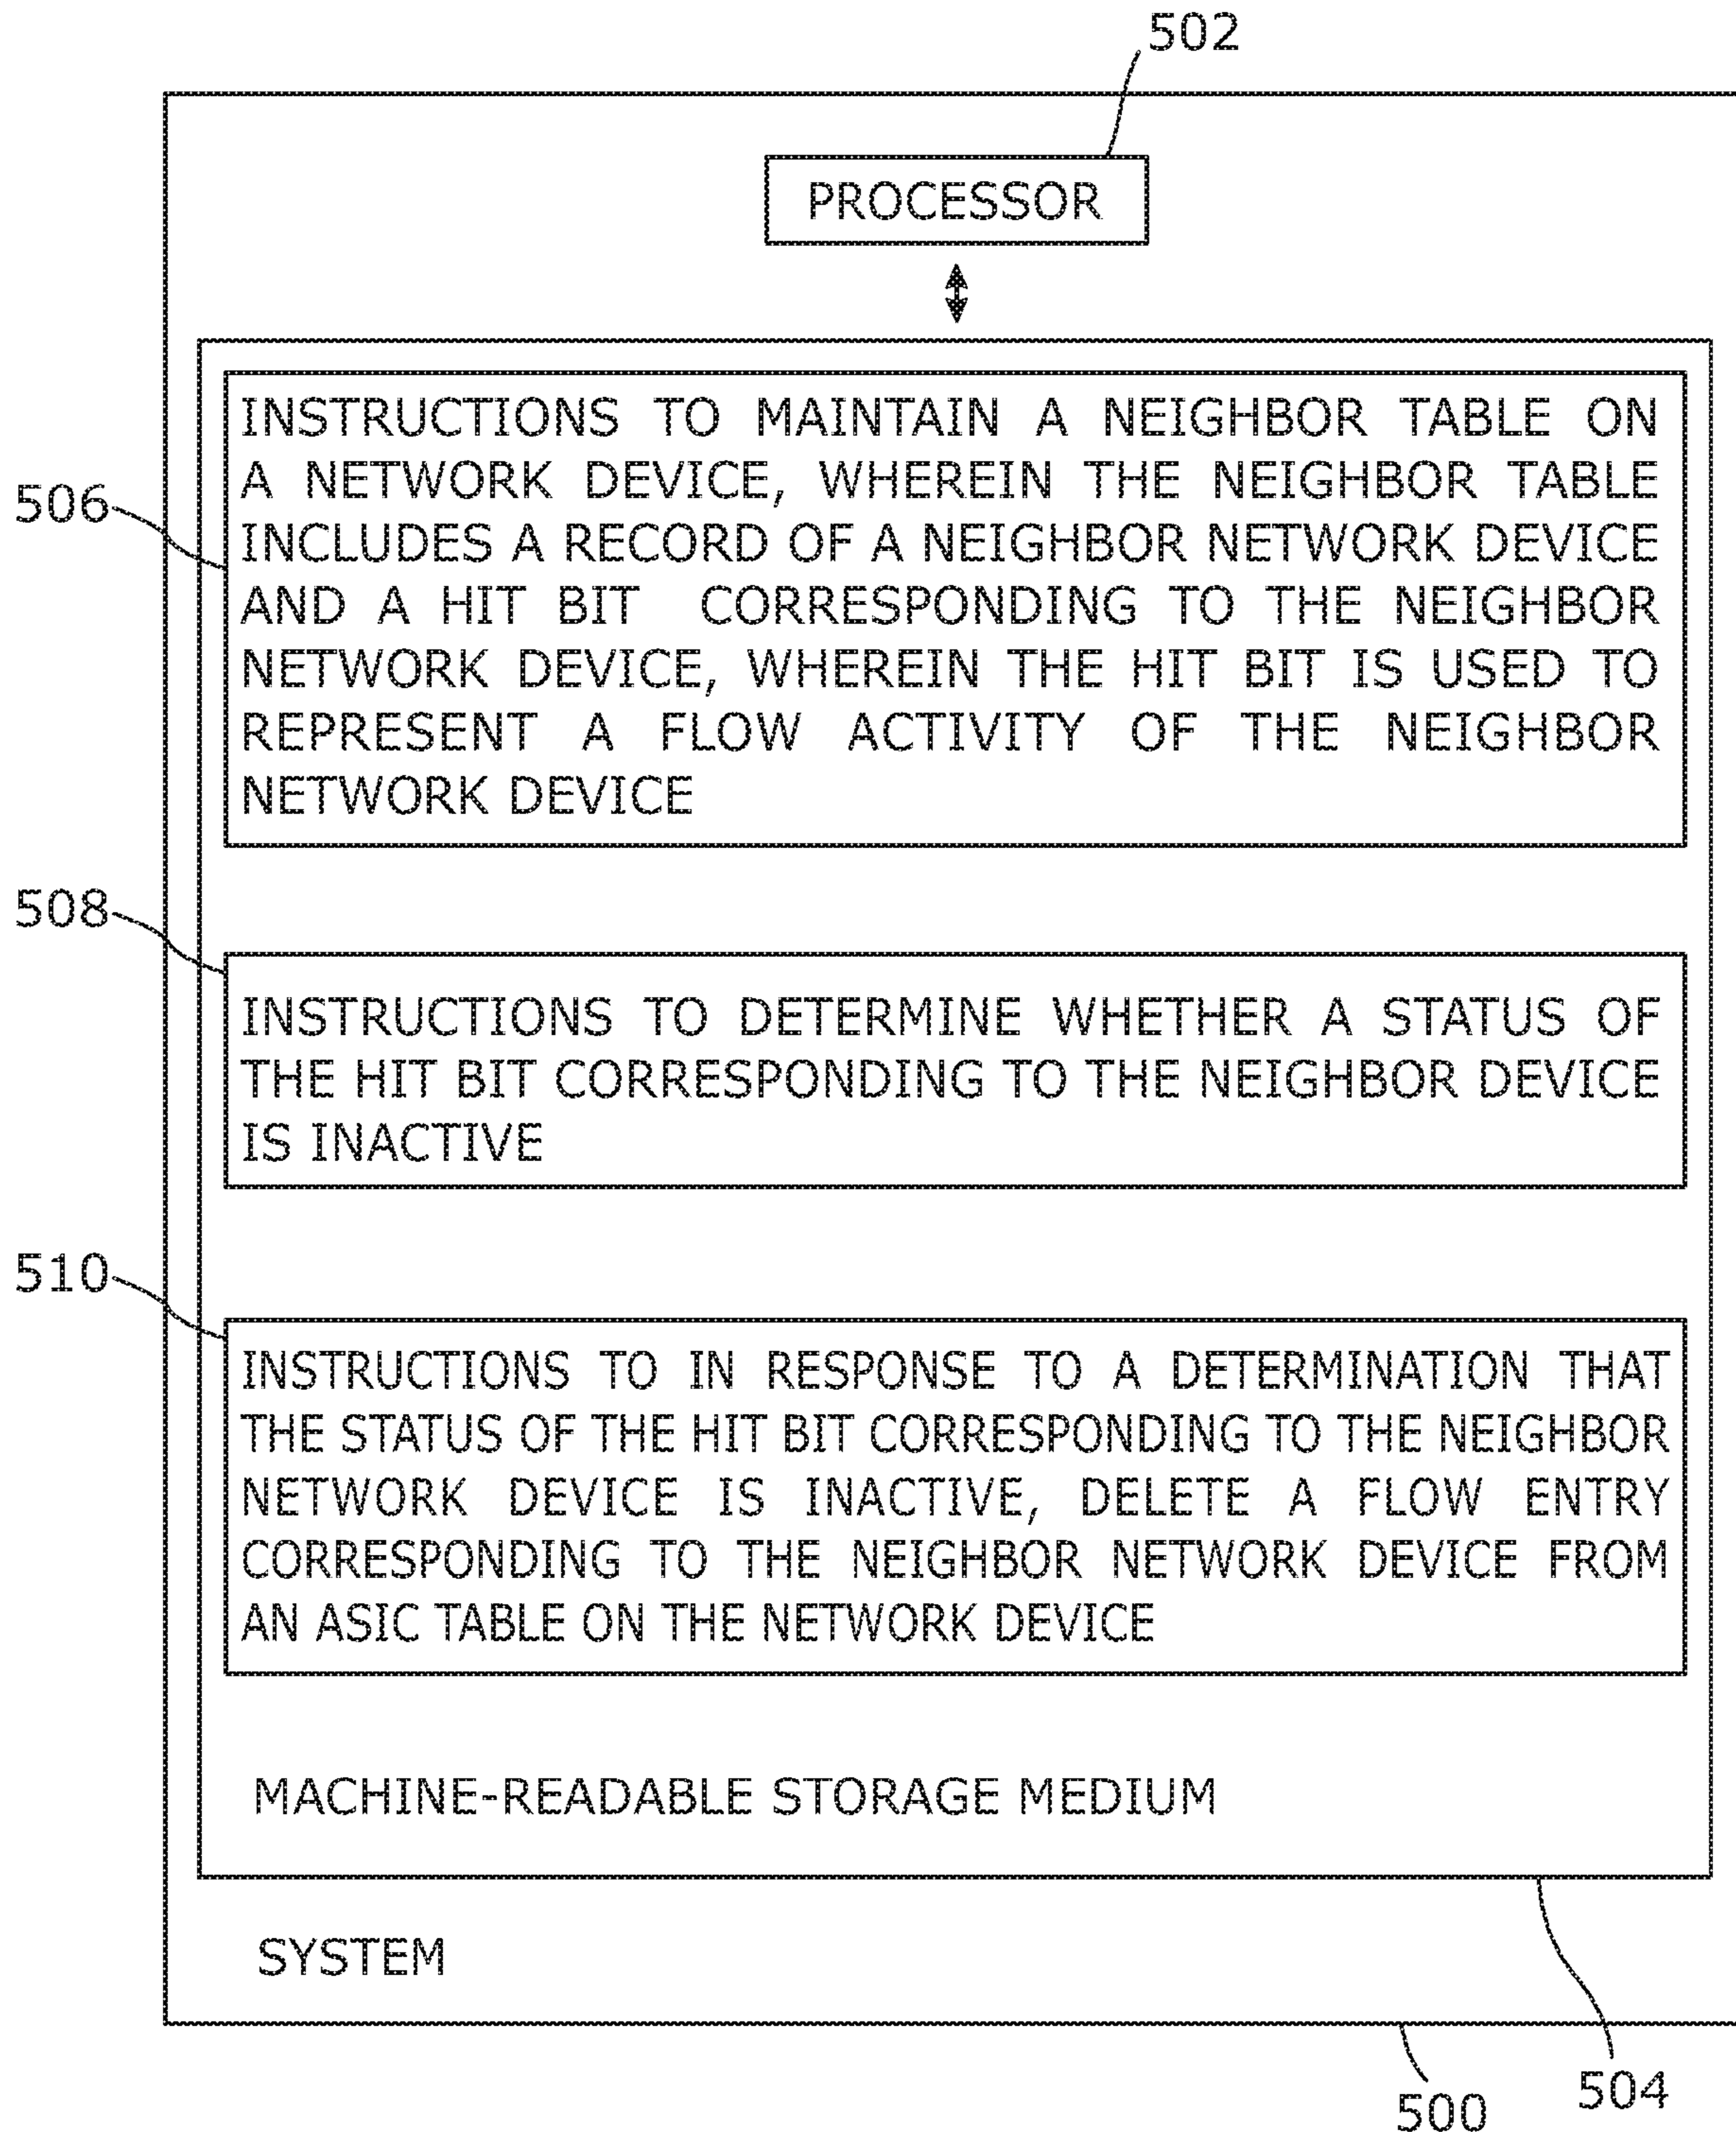 502
PROCESSOR
INSTRUCTIONS TO MAINTAIN A NEIGHBOR TABLE ON
A NETWORK DEVICE, WHEREIN THE NEIGHBOR TABLE
506
INCLUDES A RECORD OF A NEIGHBOR NETWORK DEVICE
AND A HIT BIT CORRESPONDING TO THE NEIGHBOR
NETWORK DEVICE, WHEREIN THE HIT BIT IS USED TO
REPRESENT A FLOW ACTIVITY OF THE NEIGHBOR
NETWORK DEVICE
508
INSTRUCTIONS TO DETERMINE WHETHER A STATUS OF
THE HIT BIT CORRESPONDING TO THE NEIGHBOR DEVICE
IS INACTIVE
510
INSTRUCTIONS TO IN RESPONSE TO A DETERMINATION THAT
THE STATUS OF THE HIT BIT CORRESPONDING TO THE NEIGHBOR
NETWORK DEVICE IS INACTIVE, DELETE A FLOW ENTRY
CORRESPONDING TO THE NEIGHBOR NETWORK DEVICE FROM
AN ASIC TABLE ON THE NETWORK DEVICE
MACHINE-READABLE STORAGE MEDIUM
SYSTEM
504
500